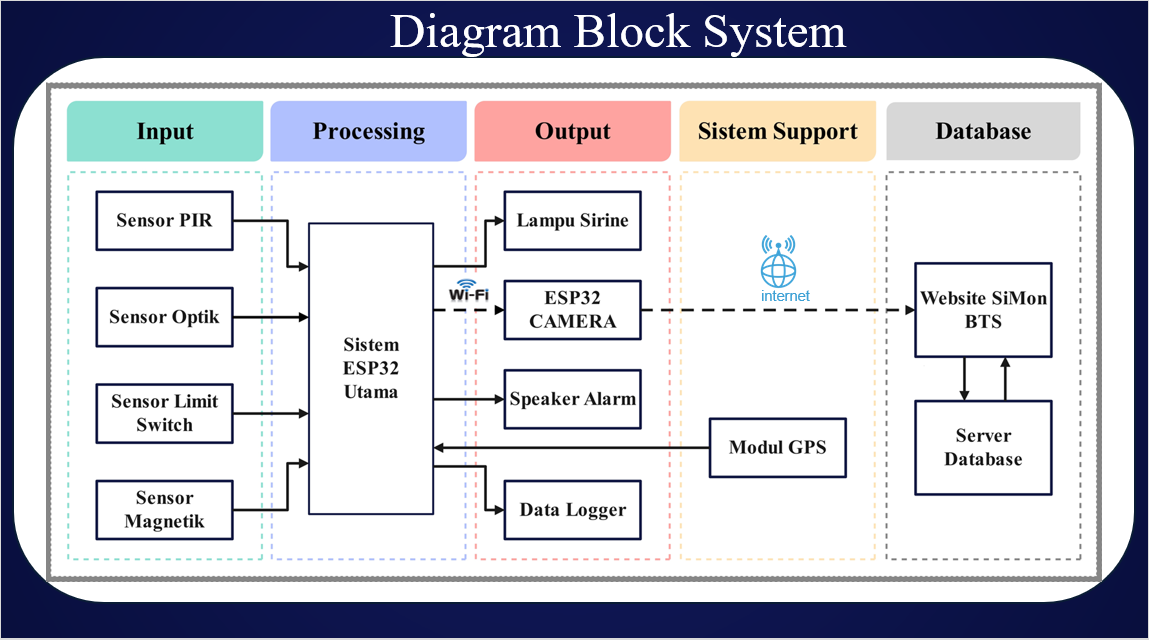 Diagram Block System
Input
Processing
Output
Sistem Support
Database
Sensor PIR
Sensor Optik
Sensor Limit
Switch
Sensor
Magnetik
Sistem
ESP32
Utama
Wi-Fi
Lampu Sirine
ESP32
CAMERA
Speaker Alarm
Data Logger
internet
Modul GPS
Website SiMon
BTS
Server
Database